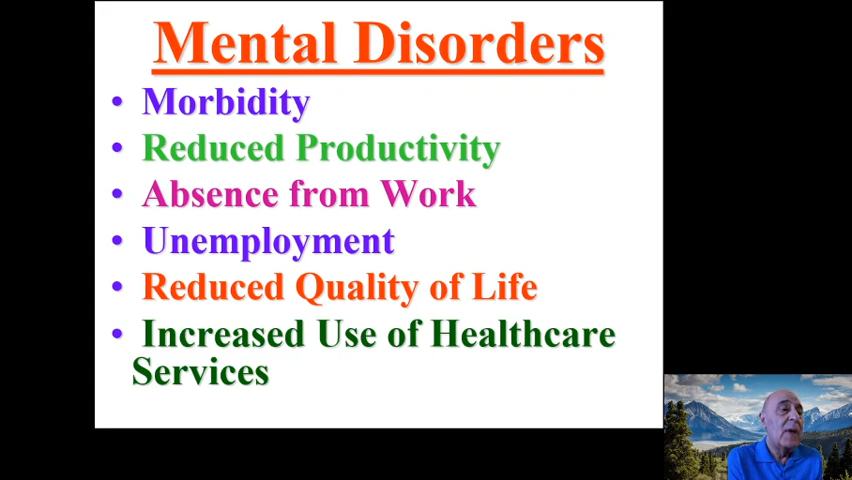 Mental Disorders
• Morbidity
• Reduced Productivity
• Absence from Work
• Unemployment
• Reduced Quality of Life
• Increased Use of Healthcare
Services